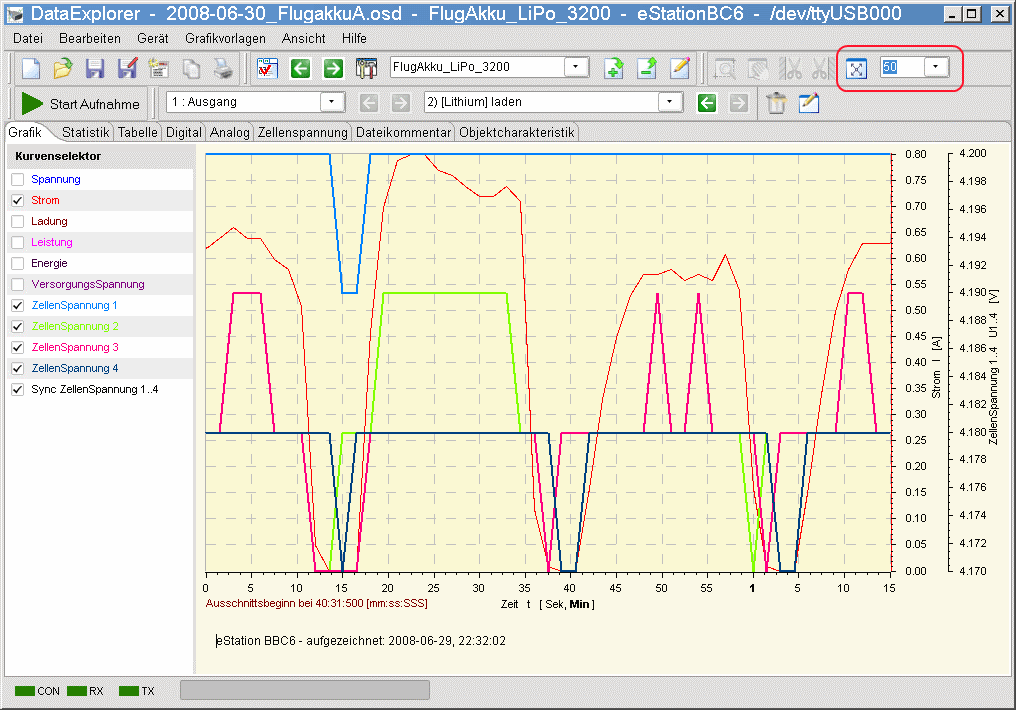 DataExplorer - 2008-06-30_FlugakkuA.osd - FlugAkku_LiPo_3200 - eStationBC6 - /dev/ttyUSB000
Datei Bearbeiten Gerät Grafikvorlagen Ansicht Hilfe
FlugAkku_LiPo_3200 50
Start Aufnahme 1 : Ausgang 2) [Lithium] laden
Grafik Statistik Tabelle Digital Analog Zellenspannung Dateikommentar Objektcharakteristik
Kurvenselektor
Spannung
Strom
Ladung
Leistung
Energie
VersorgungsSpannung
ZellenSpannung 1
ZellenSpannung 2
ZellenSpannung 3
ZellenSpannung 4
Sync ZellenSpannung 1..4
0.80
0.75
0.70
0.65
0.60
0.55
0.50
0.45
0.40
0.35
0.30
0.25
0.20
0.15
0.10
0.05
0.00
Strom I [A]
4.200
4.198
4.196
4.194
4.192
4.190
4.188
4.186
4.184
4.182
4.180
4.178
4.176
4.174
4.172
4.170
ZellenSpannung 1..4 U1..4 [V]
0 5 10 15 20 25 30 35 40 45 50 55 1 5 10 15
Ausschnittsbeginn bei 40:31:500 [mm:ss:SSS] Zeit t [ Sek, Min ]
eStation BBC6 - aufgezeichnet: 2008-06-29, 22:32:02
CON RX TX